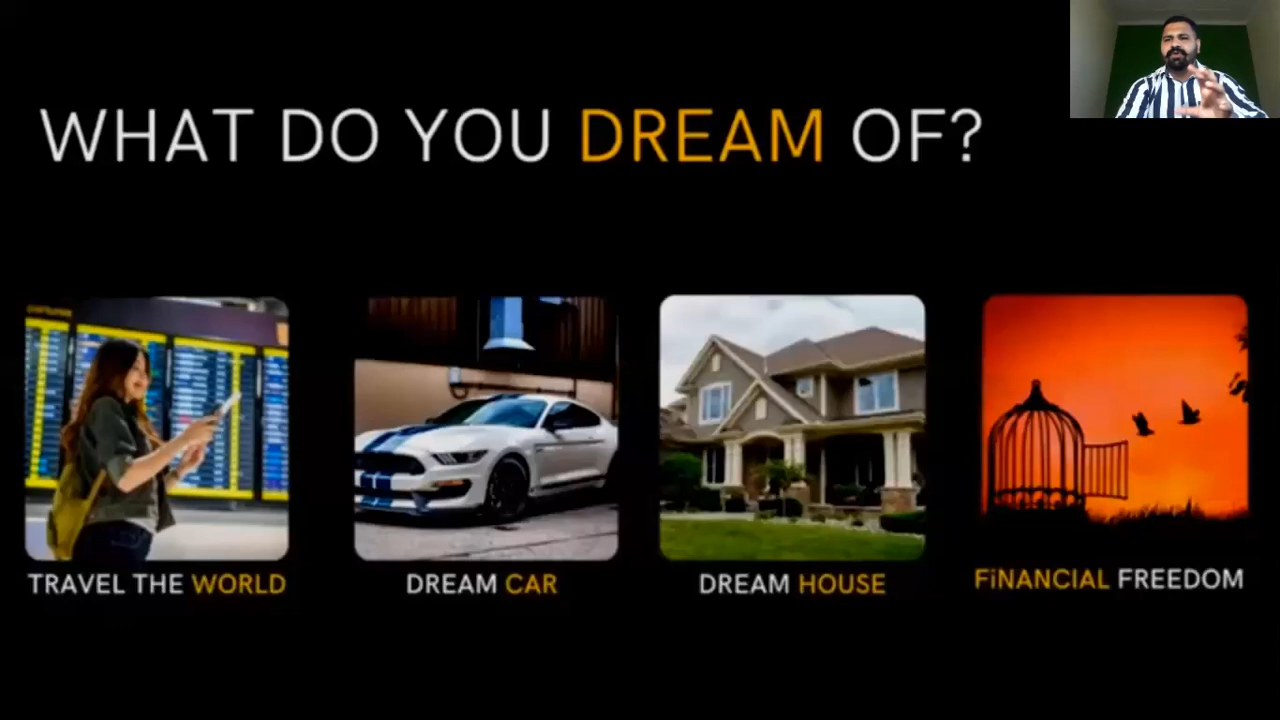 WHAT DO YOU DREAM OF?
TRAVEL THE WORLD
DREAM CAR
DREAM HOUSE
FiNANCIAL FREEDOM